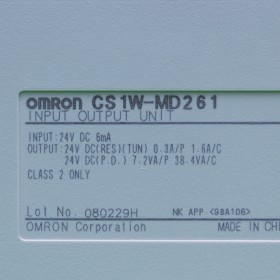 omron CS1W-MD261
INPUT OUTPUT UNIT
INPUT:24V DC 6mA
OUTPUT:24V DC(RES)(TUN) 0.3A/P 1.6A/C
24V DC(P.D.) 7.2VA/P 38.4VA/C
CLASS 2 ONLY
Lot No. 080229H NK APP <98A106>
OMRON Corporation MADE IN